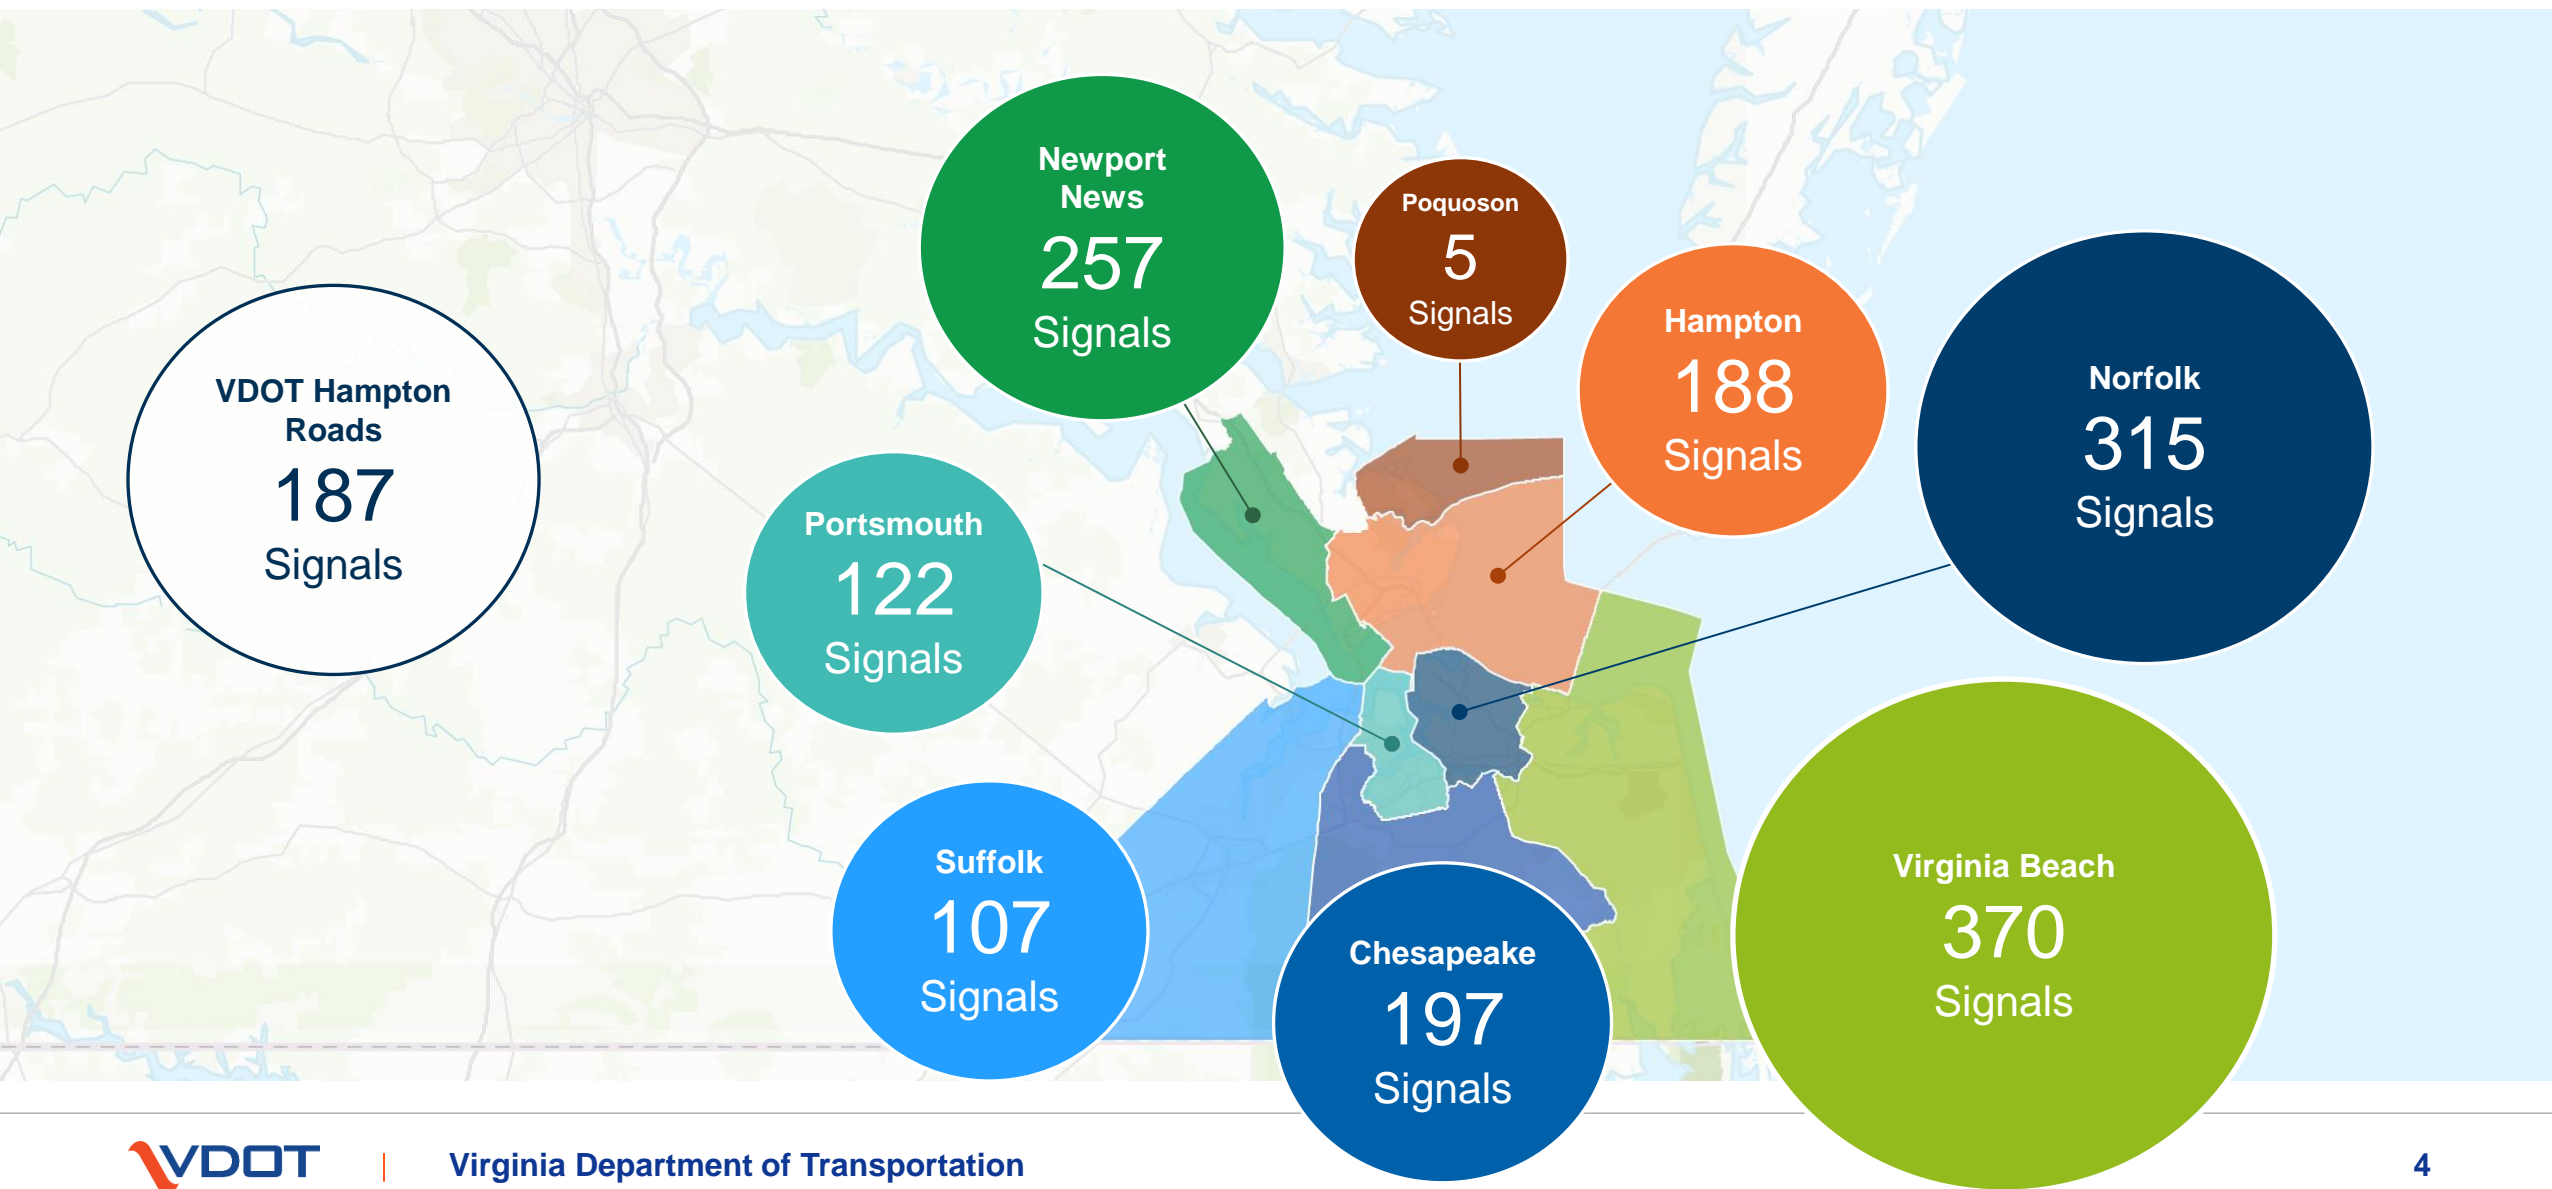 Newport
News
257
Signals
Poquoson
5
Signals
Hampton
188
Signals
Norfolk
315
Signals
VDOT Hampton
Roads
187
Signals
Portsmouth
122
Signals
Suffolk
107
Signals
Chesapeake
197
Signals
Virginia Beach
370
Signals
VDOT
Virginia Department of Transportation
4